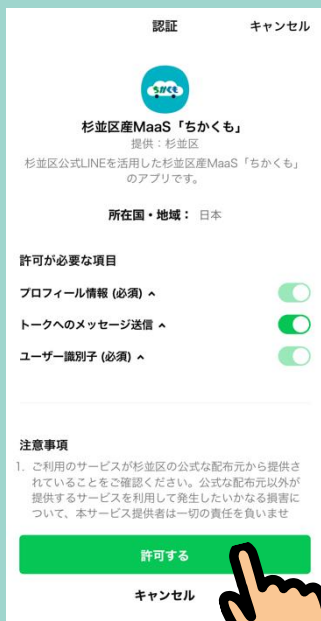 認証
キャンセル
ちかくも
杉並区産MaaS「ちかくも」
提供：杉並区
杉並区公式LINEを活用した杉並区産MaaS「ちかくも」
のアプリです。
所在国・地域： 日本
許可が必要な項目
プロフィール情報 (必須)
トークへのメッセージ送信
ユーザー識別子 (必須)
注意事項
1. ご利用のサービスが杉並区の公式な配布元から提供さ
れていることをご確認ください。公式な配布元以外が
提供するサービスを利用して発生したいかなる損害に
ついて、本サービス提供者は一切の責任を負いませ
許可する
キャンセル